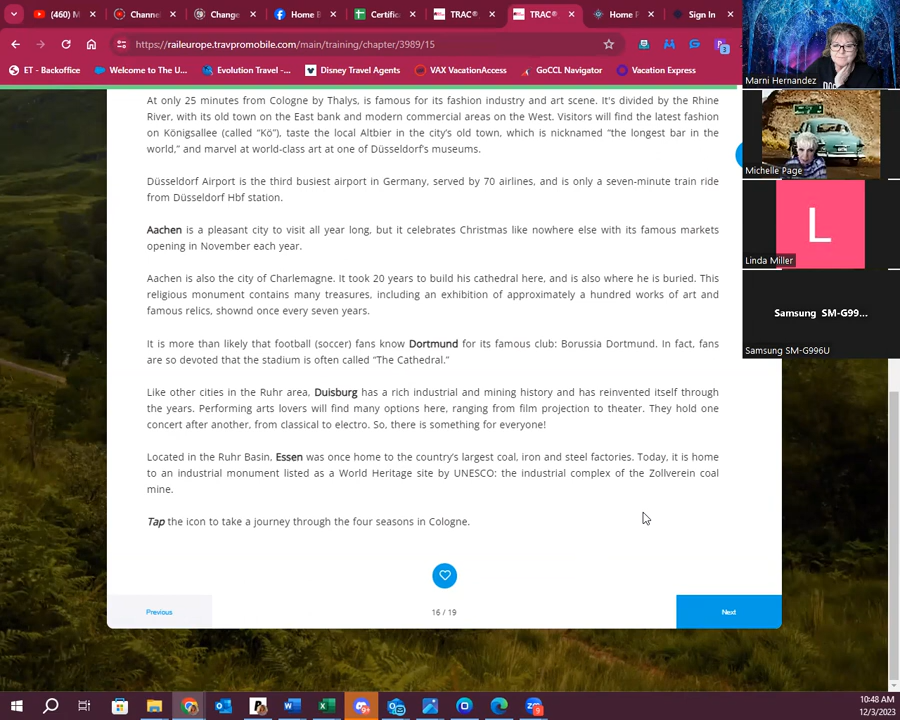 (460) M
Channel
Change
Home B
Certifica
TRAC®
TRAC®
Home P
Sign In
https://raileurope.travpromobile.com/main/training/chapter/3989/15
3
ET - Backoffice
Welcome to The U...
Evolution Travel -...
Disney Travel Agents
VAX VacationAccess
GoCCL Navigator
Vacation Express
Marni Hernandez
At only 25 minutes from Cologne by Thalys, is famous for its fashion industry and art scene. It's divided by the Rhine
River, with its old town on the East bank and modern commercial areas on the West. Visitors will find the latest fashion
on Königsallee (called "Kö"), taste the local Altbier in the city's old town, which is nicknamed "the longest bar in the
world," and marvel at world-class art at one of Düsseldorf's museums.
Michelle Page
Düsseldorf Airport is the third busiest airport in Germany, served by 70 airlines, and is only a seven-minute train ride
from Düsseldorf Hbf station.
Aachen is a pleasant city to visit all year long, but it celebrates Christmas like nowhere else with its famous markets
opening in November each year.
L
Linda Miller
Aachen is also the city of Charlemagne. It took 20 years to build his cathedral here, and is also where he is buried. This
religious monument contains many treasures, including an exhibition of approximately a hundred works of art and
famous relics, shownd once every seven years.
Samsung SM-G99...
Samsung SM-G996U
It is more than likely that football (soccer) fans know Dortmund for its famous club: Borussia Dortmund. In fact, fans
are so devoted that the stadium is often called "The Cathedral."
Like other cities in the Ruhr area, Duisburg has a rich industrial and mining history and has reinvented itself through
the years. Performing arts lovers will find many options here, ranging from film projection to theater. They hold one
concert after another, from classical to electro. So, there is something for everyone!
Located in the Ruhr Basin, Essen was once home to the country's largest coal, iron and steel factories. Today, it is home
to an industrial monument listed as a World Heritage site by UNESCO: the industrial complex of the Zollverein coal
mine.
Tap the icon to take a journey through the four seasons in Cologne.
Previous
16 / 19
Next
10:48 AM
12/3/2023